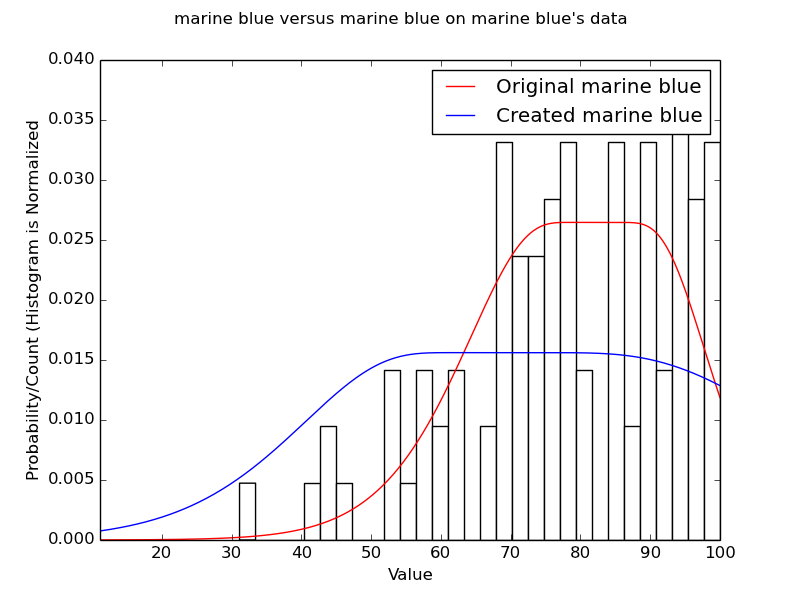 marine blue versus marine blue on marine blue's data
Original marine blue
Created marine blue
Probability/Count (Histogram is Normalized
0.040
0.035
0.030
0.025
0.020
0.015
0.010
0.005
0.000
20 30 40 50 60 70 80 90 100
Value